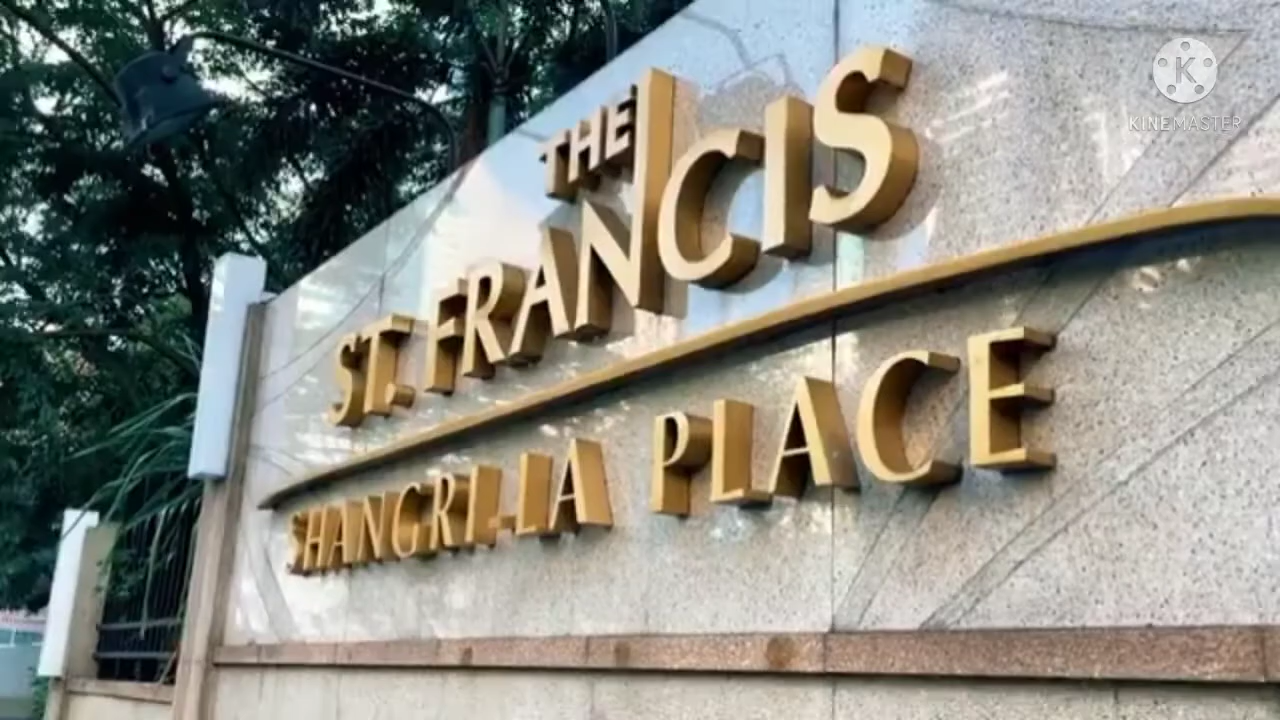 THE
ST. FRANCIS
SHANGRI-LA PLACE
K
KINEMASTER